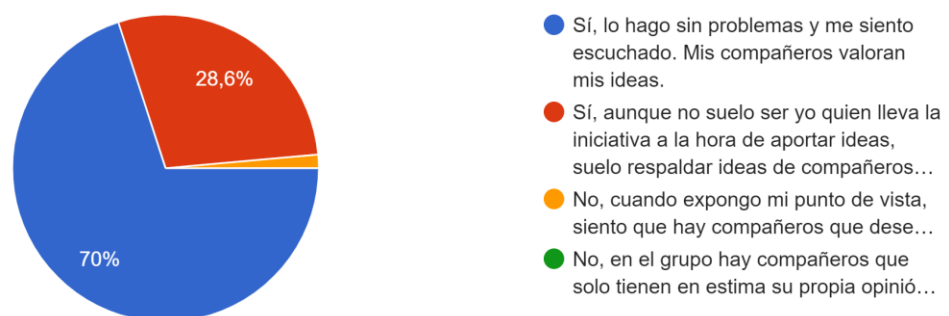 28,6%
70%
Sí, lo hago sin problemas y me siento
escuchado. Mis compañeros valoran
mis ideas.
Sí, aunque no suelo ser yo quien lleva la
iniciativa a la hora de aportar ideas,
suelo respaldar ideas de compañeros…
No, cuando expongo mi punto de vista,
siento que hay compañeros que dese…
No, en el grupo hay compañeros que
solo tienen en estima su propia opinió…